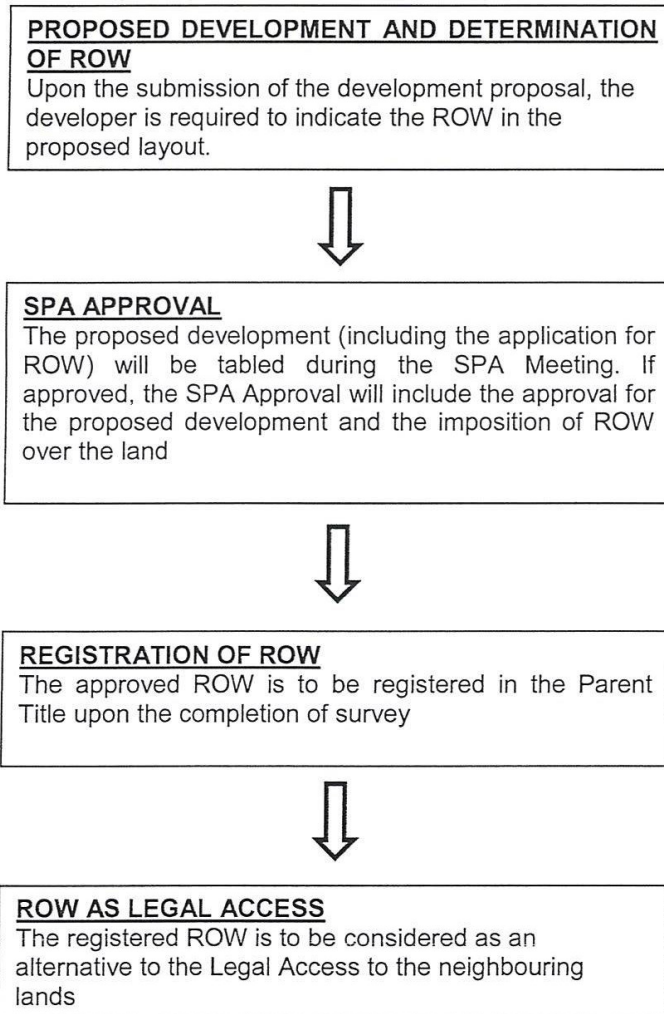 PROPOSED DEVELOPMENT AND DETERMINATION
OF ROW
Upon the submission of the development proposal, the
developer is required to indicate the ROW in the
proposed layout.
SPA APPROVAL
The proposed development (including the application for
ROW) will be tabled during the SPA Meeting. If
approved, the SPA Approval will include the approval for
the proposed development and the imposition of ROW
over the land
REGISTRATION OF ROW
The approved ROW is to be registered in the Parent
Title upon the completion of survey
ROW AS LEGAL ACCESS
The registered ROW is to be considered as an
alternative to the Legal Access to the neighbouring
lands